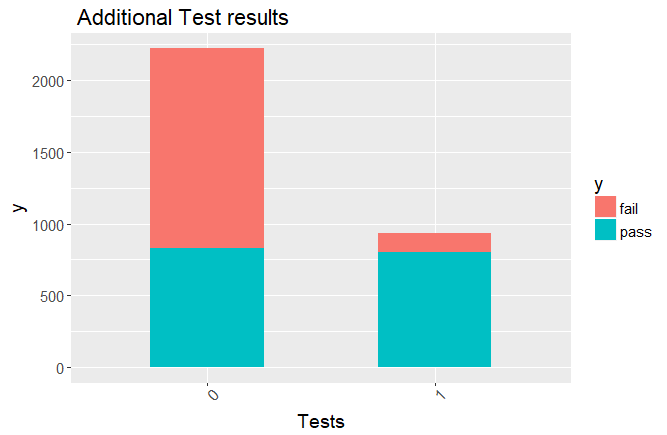 Additional Test results
y
2000
1500
1000
500
0
0
1
Tests
y
fail
pass